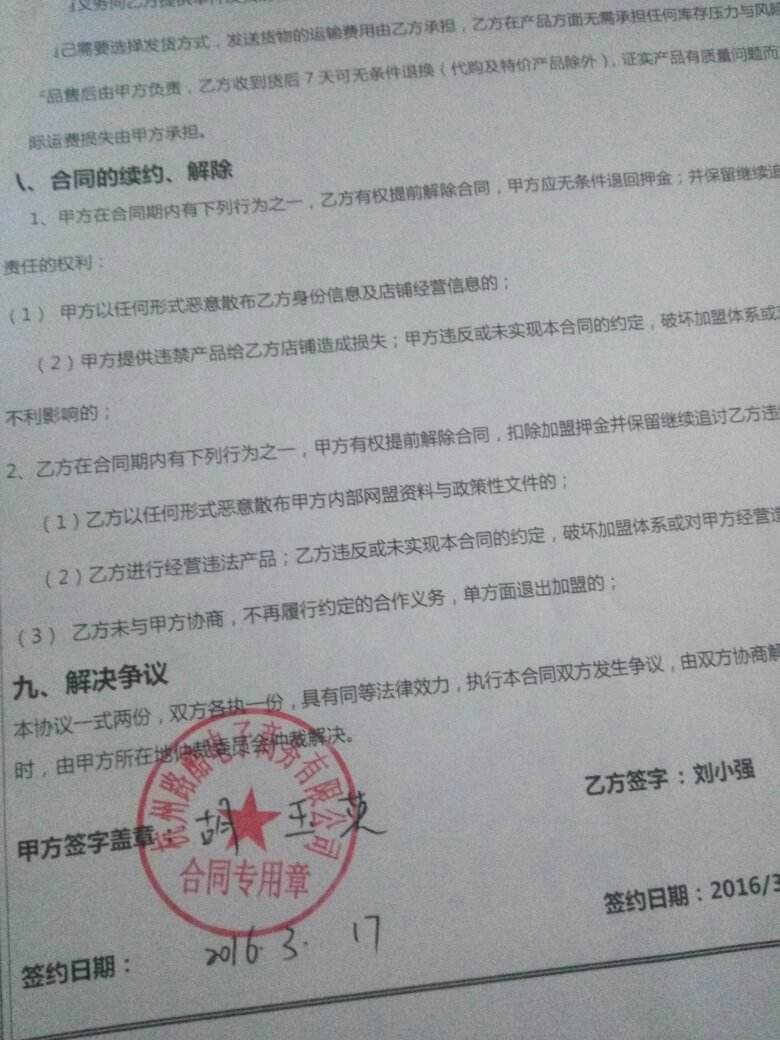 义务向乙方提供
己需要选择发货方式，发送货物的运输费用由乙方承担，乙方在产品方面无需承担任何库存压力与风
品售后由甲方负责，乙方收到货后7天可无条件退换（代购及特价产品除外），证实产品有质量问题而
际运费损失由甲方承担。
、合同的续约、解除
1、甲方在合同期内有下列行为之一，乙方有权提前解除合同，甲方应无条件退回押金；并保留继续追
责任的权利：
（1） 甲方以任何形式恶意散布乙方身份信息及店铺经营信息的；
（2）甲方提供违禁产品给乙方店铺造成损失；甲方违反或未实现本合同的约定，破坏加盟体系或
不利影响的；
2、乙方在合同期内有下列行为之一，甲方有权提前解除合同，扣除加盟押金并保留继续追讨乙方违
（1）乙方以任何形式恶意散布甲方内部网盟资料与政策性文件的；
（2）乙方进行经营违法产品；乙方违反或未实现本合同的约定，破坏加盟体系或对甲方经营造
（3） 乙方未与甲方协商，不再履行约定的合作义务，单方面退出加盟的；
九、解决争议
本协议一式两份，双方各执一份，具有同等法律效力，执行本合同双方发生争议，由双方协商解
时，由甲方所在地仲裁委员会仲裁解决。
甲方签字盖章：胡玉英
乙方签字：刘小强
杭州路船电子商务有限公司
合同专用章
签约日期：2016/3
签约日期： 2016.3.17